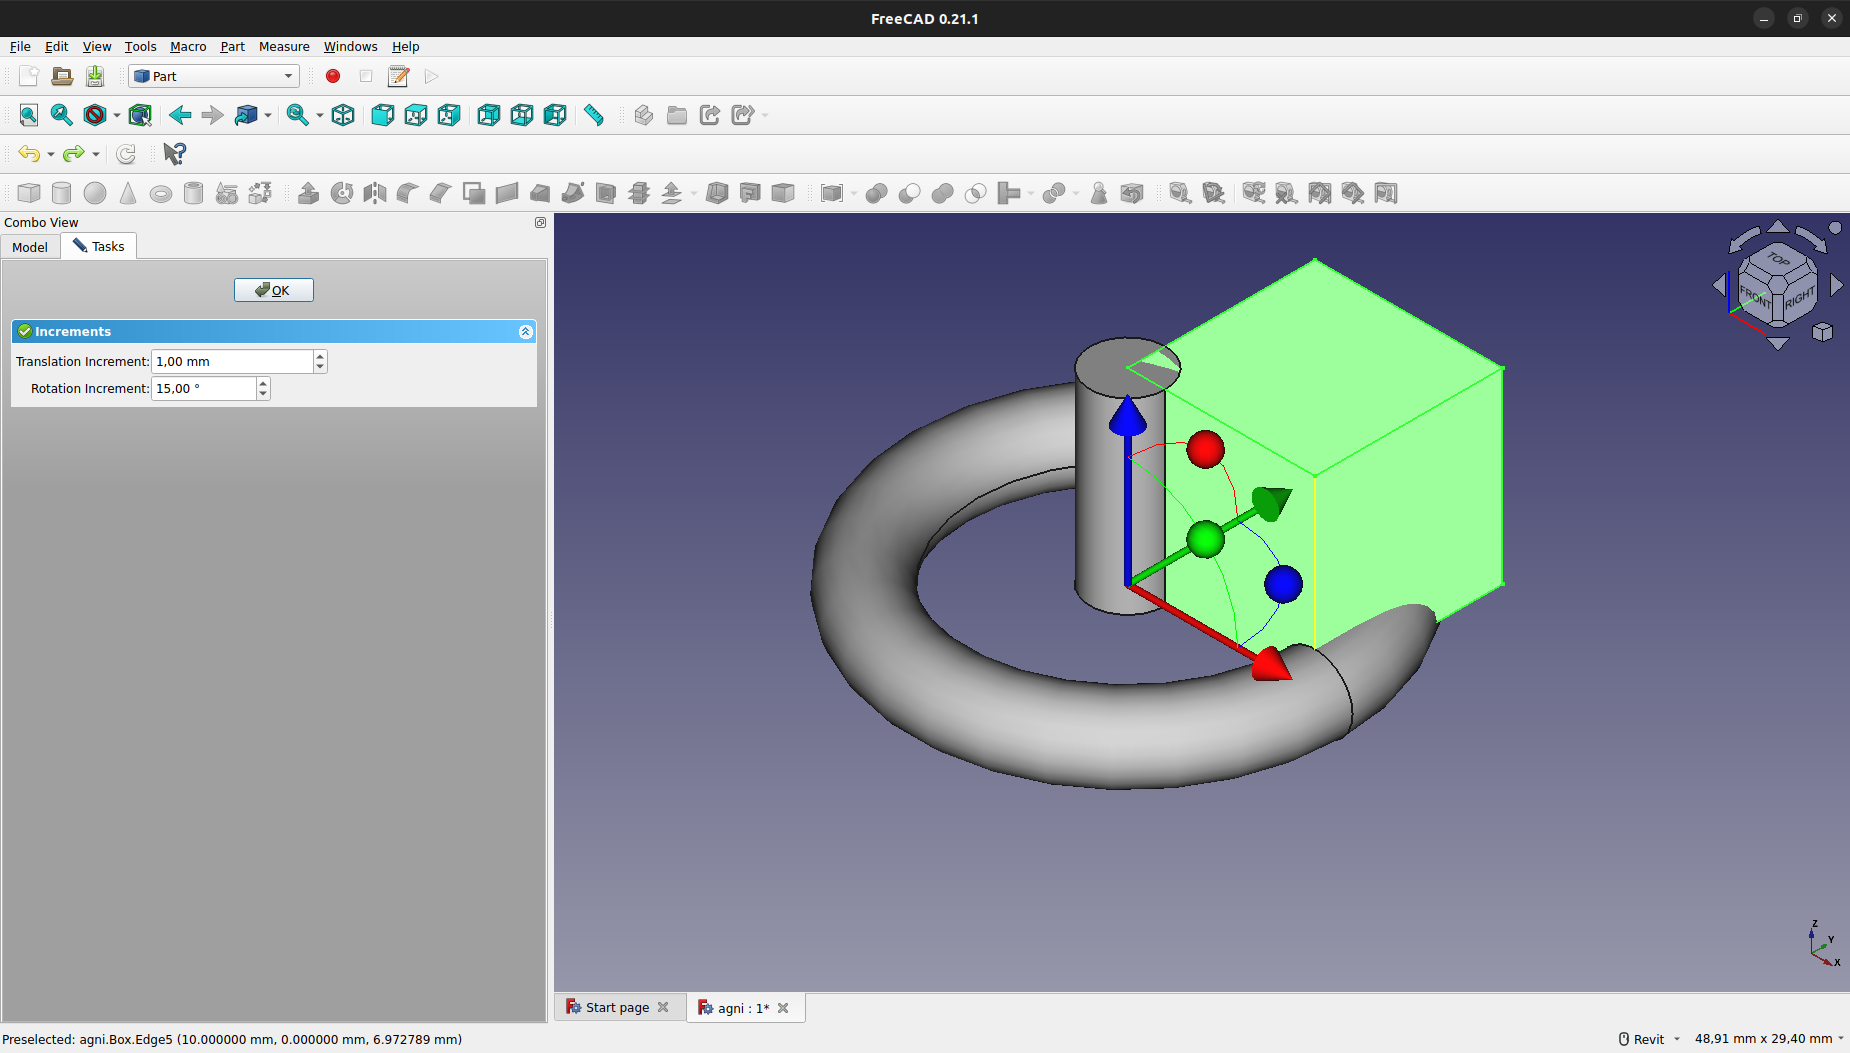 FreeCAD 0.21.1
File Edit View Tools Macro Part Measure Windows Help
Part
Combo View
Model Tasks
OK
Increments
Translation Increment: 1,00 mm
Rotation Increment: 15,00 °
TOP
FRONT RIGHT
Z
Y
X
Start page agni : 1*
Preselected: agni.Box.Edge5 (10.000000 mm, 0.000000 mm, 6.972789 mm) Revit 48,91 mm x 29,40 mm